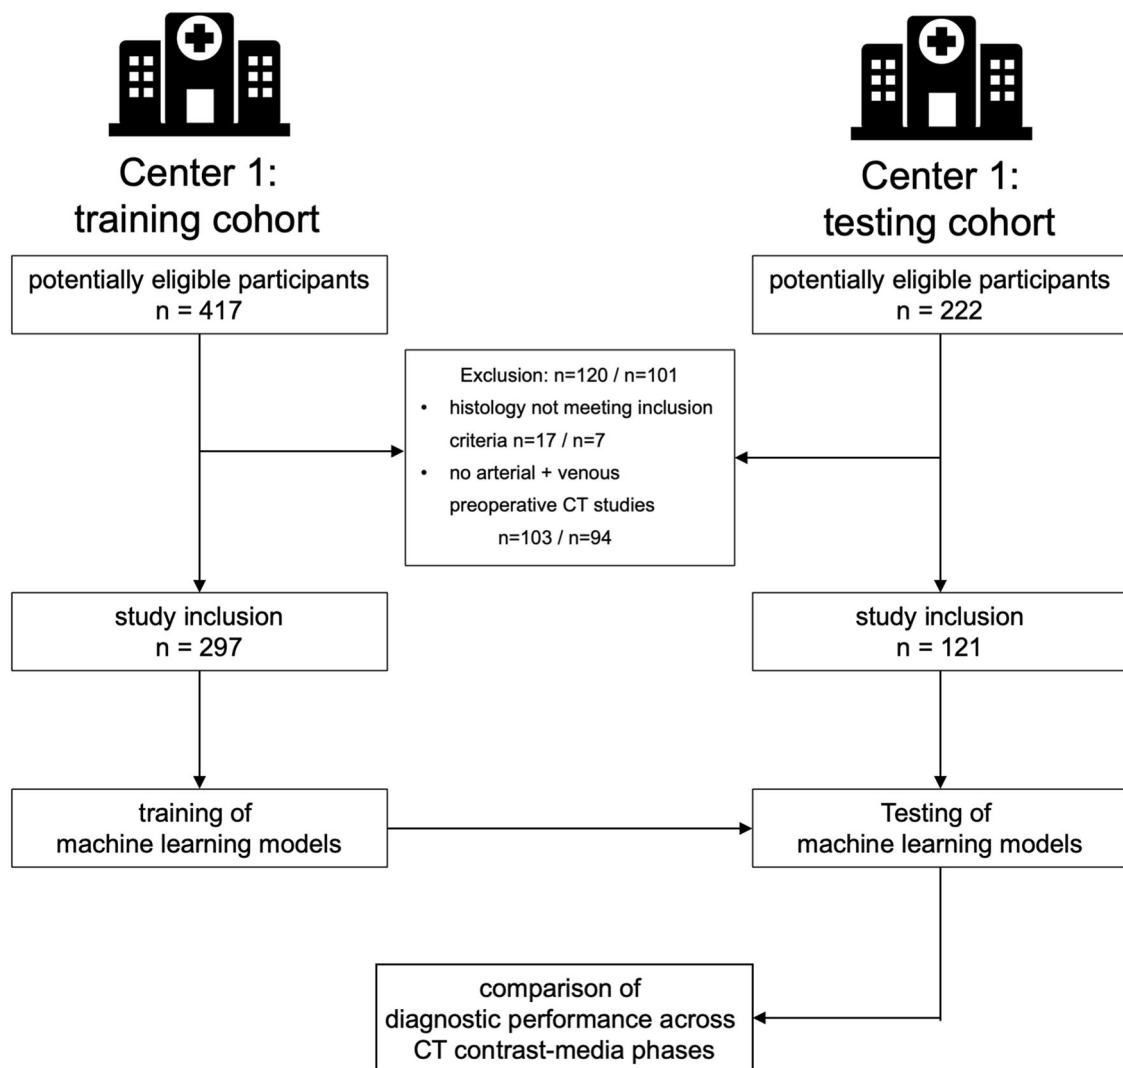 Center 1:
training cohort
Center 1:
testing cohort
potentially eligible participants
n = 417
potentially eligible participants
n = 222
Exclusion: n=120 / n=101
• histology not meeting inclusion
criteria n=17 / n=7
• no arterial + venous
preoperative CT studies
n=103 / n=94
study inclusion
n = 297
study inclusion
n = 121
training of
machine learning models
Testing of
machine learning models
comparison of
diagnostic performance across
CT contrast-media phases